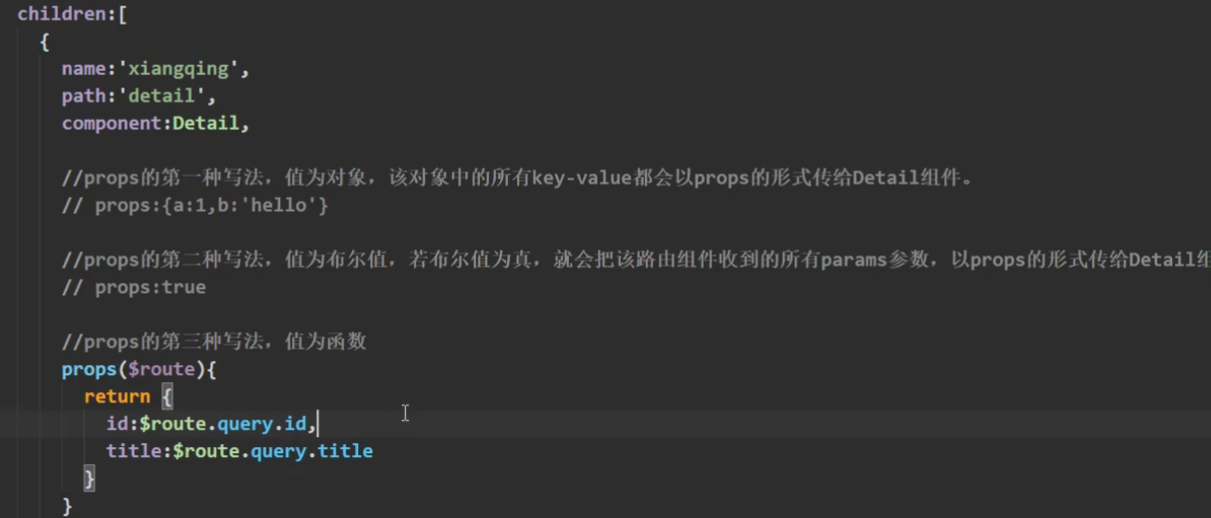 children:[
{
name:'xiangqing',
path:'detail',
component:Detail,
//props的第一种写法，值为对象，该对象中的所有key-value都会以props的形式传给Detail组件。
// props:{a:1,b:'hello'}
//props的第二种写法，值为布尔值，若布尔值为真，就会把该路由组件收到的所有params参数，以props的形式传给Detail组
// props:true
//props的第三种写法，值为函数
props($route){
return {
id:$route.query.id,
title:$route.query.title
}
}